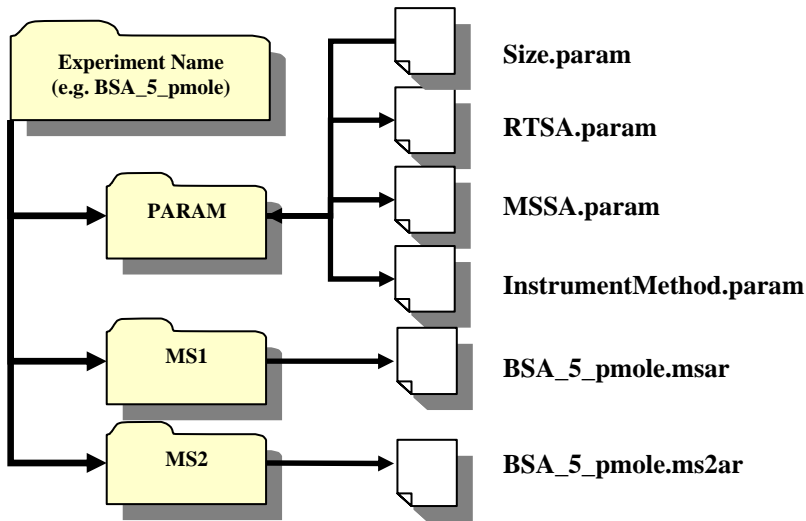 Experiment Name
(e.g. BSA_5_pmole)
Size.param
RTSA.param
PARAM
MSSA.param
InstrumentMethod.param
MS1
BSA_5_pmole.msar
MS2
BSA_5_pmole.ms2ar